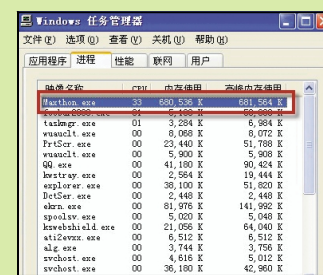 Windows 任务管理器
文件(F) 选项(O) 查看(V) 关机(U) 帮助(H)
应用程序 进程 性能 联网 用户
映像名称 CPU 内存使用 高峰内存使用
Maxthon.exe 33 680,536 K 681,564 K
taskmgr.exe 01 3,284 K 6,984 K
wuauclt.exe 00 8,068 K 8,072 K
PrtScr.exe 00 23,440 K 51,788 K
wuauclt.exe 00 5,900 K 5,908 K
QQ.exe 00 41,180 K 90,424 K
kwstray.exe 00 2,564 K 19,444 K
explorer.exe 00 38,100 K 51,820 K
DctSer.exe 00 2,448 K 2,448 K
ekrn.exe 00 81,976 K 141,992 K
spoolsv.exe 00 5,020 K 5,048 K
kswebshield.exe 00 21,056 K 64,040 K
ati2evxx.exe 00 6,512 K 6,512 K
alg.exe 00 3,744 K 3,756 K
svchost.exe 00 4,616 K 5,012 K
svchost.exe 00 36,180 K 42,960 K